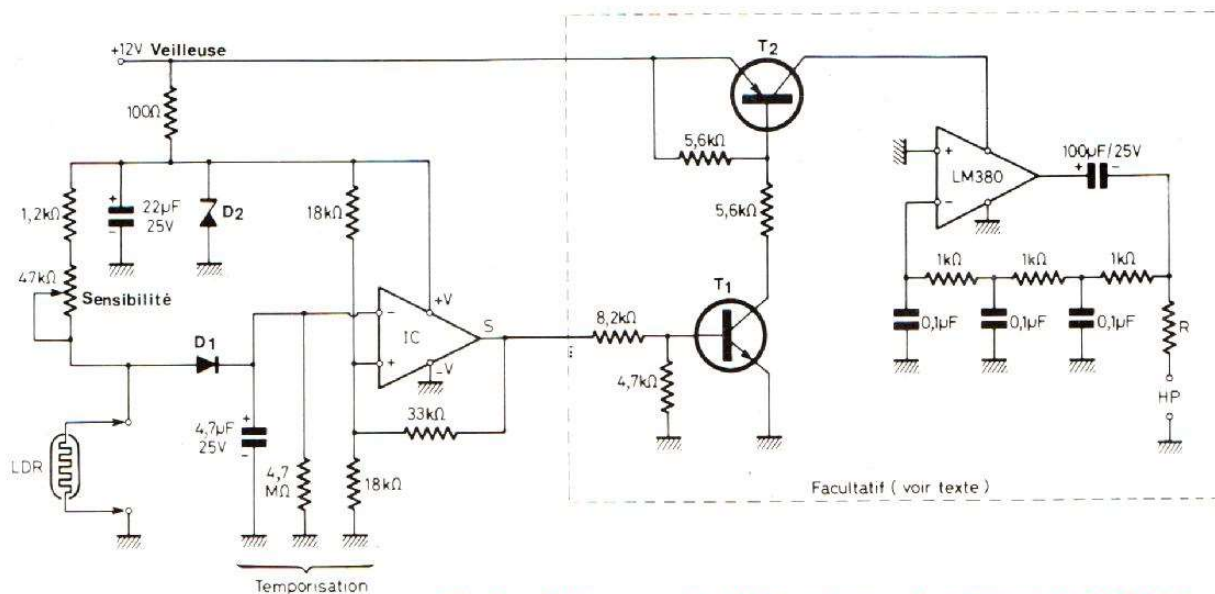 +12V Veilleuse
T2
100Ω
5,6kΩ
LM380
+
-
100µF/25V
+ -
1,2kΩ
+
-
22µF
25V
D2
18kΩ
5,6kΩ
1kΩ
1kΩ
1kΩ
47kΩ
Sensibilité
+V
T1
D1
-
+
IC
S
-V
E
8,2kΩ
0,1µF
0,1µF
0,1µF
R
4,7kΩ
HP
33kΩ
+
-
4,7µF
25V
LDR
4,7
MΩ
18kΩ
Facultatif ( voir texte )
Temporisation